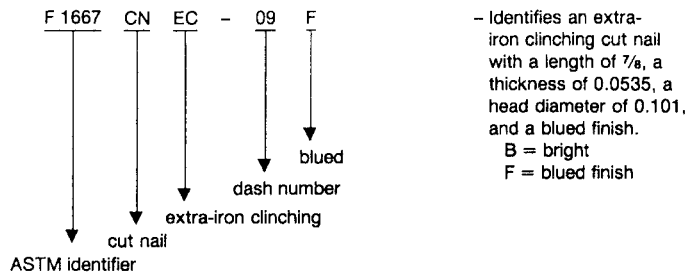 F 1667 CN EC - 09 F
blued
dash number
extra-iron clinching
cut nail
ASTM identifier
– Identifies an extra-
iron clinching cut nail
with a length of 7/8, a
thickness of 0.0535, a
head diameter of 0.101,
and a blued finish.
B = bright
F = blued finish